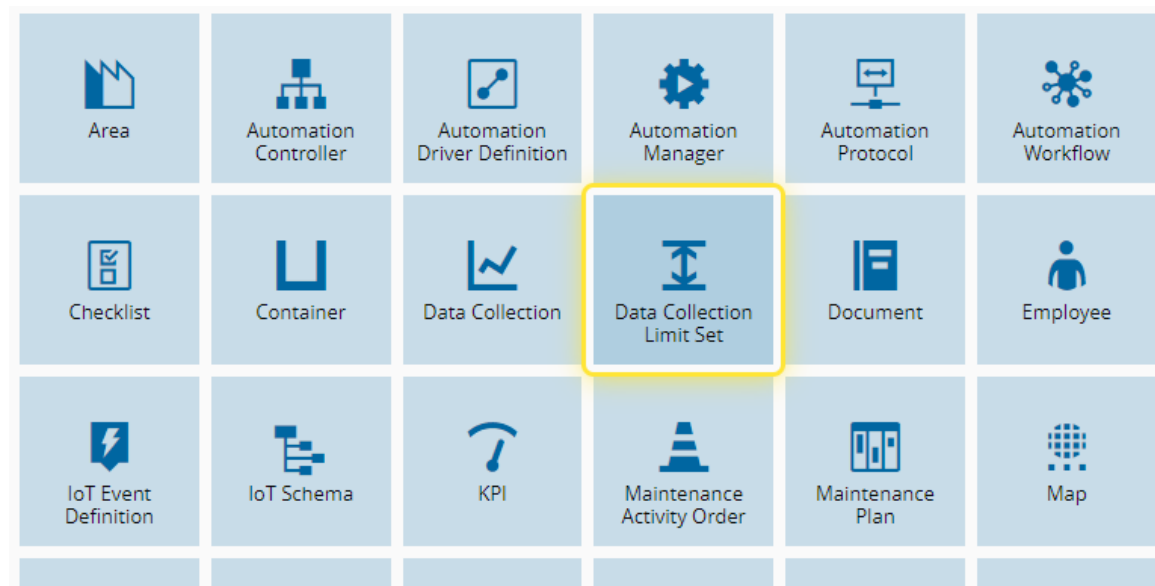 Area
Automation
Controller
Automation
Driver Definition
Automation
Manager
Automation
Protocol
Automation
Workflow
Checklist
Container
Data Collection
Data Collection
Limit Set
Document
Employee
IoT Event
Definition
IoT Schema
KPI
Maintenance
Activity Order
Maintenance
Plan
Map